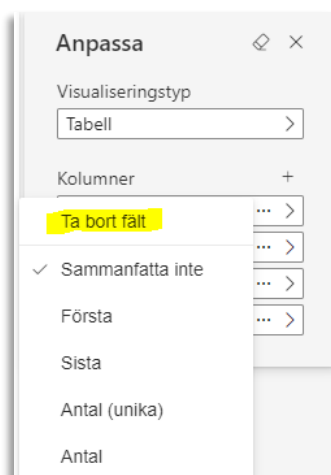 Anpassa
Visualiseringstyp
Tabell
Kolumner
Ta bort fält
Sammanfatta inte
Första
Sista
Antal (unika)
Antal